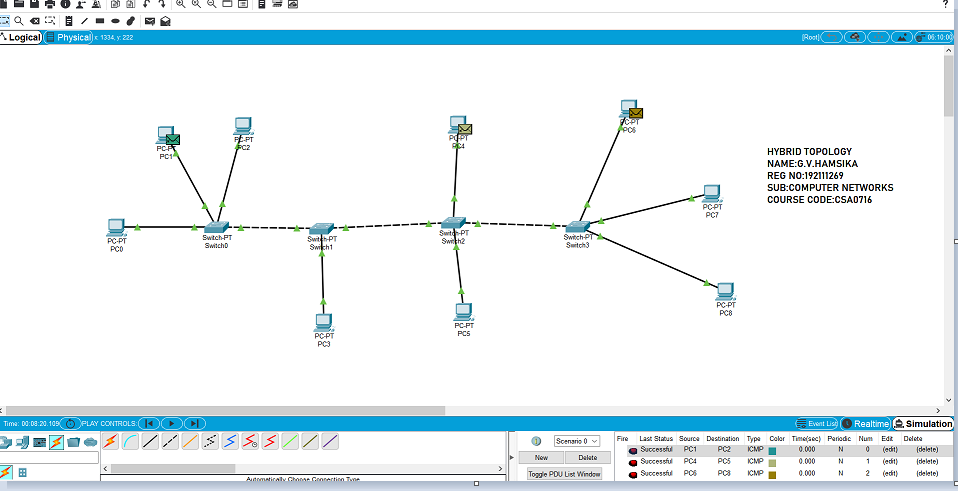 ?
Logical Physical x: 1334, y: 222 [Root] 06:10:00
PC-PT
PC1
PC-PT
PC2
PC-PT
PC4
PC-PT
PC6
HYBRID TOPOLOGY
NAME:G.V.HAMSIKA
REG NO:192111269
SUB:COMPUTER NETWORKS
COURSE CODE:CSA0716
PC-PT
PC7
PC-PT
PC0
Switch-PT
Switch0
Switch-PT
Switch1
Switch-PT
Switch2
Switch-PT
Switch3
PC-PT
PC3
PC-PT
PC5
PC-PT
PC8
Time: 00:08:20.109 PLAY CONTROLS: Event List Realtime Simulation
Scenario 0
New Delete
Toggle PDU List Window
Fire Last Status Source Destination Type Color Time(sec) Periodic Num Edit Delete
Successful PC1 PC2 ICMP 0.000 N 0 (edit) (delete)
Successful PC4 PC5 ICMP 0.000 N 1 (edit) (delete)
Successful PC6 PC8 ICMP 0.000 N 2 (edit) (delete)
Automatically Choose Connection Type